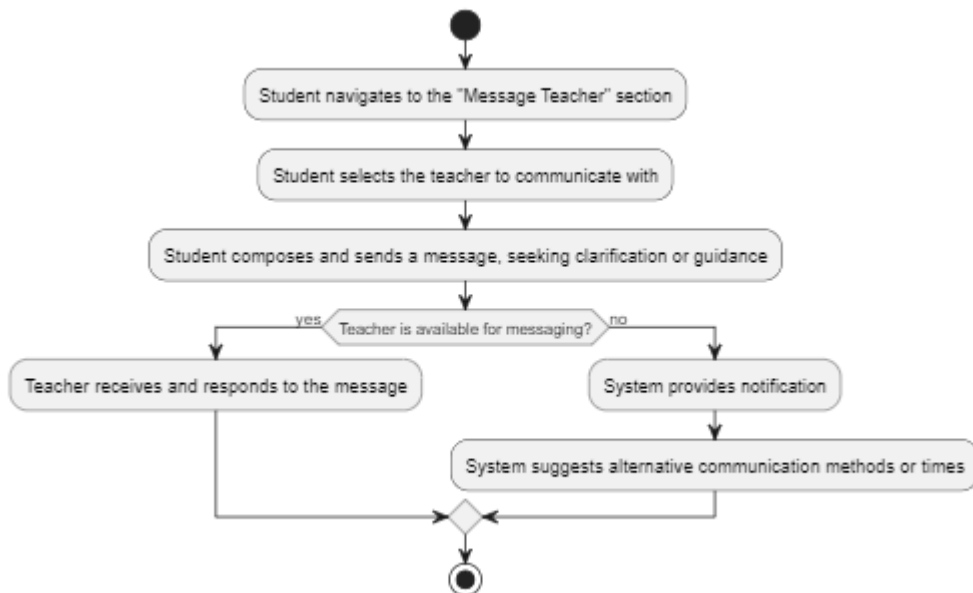 Student navigates to the "Message Teacher" section
Student selects the teacher to communicate with
Student composes and sends a message, seeking clarification or guidance
yes
Teacher is available for messaging?
no
Teacher receives and responds to the message
System provides notification
System suggests alternative communication methods or times